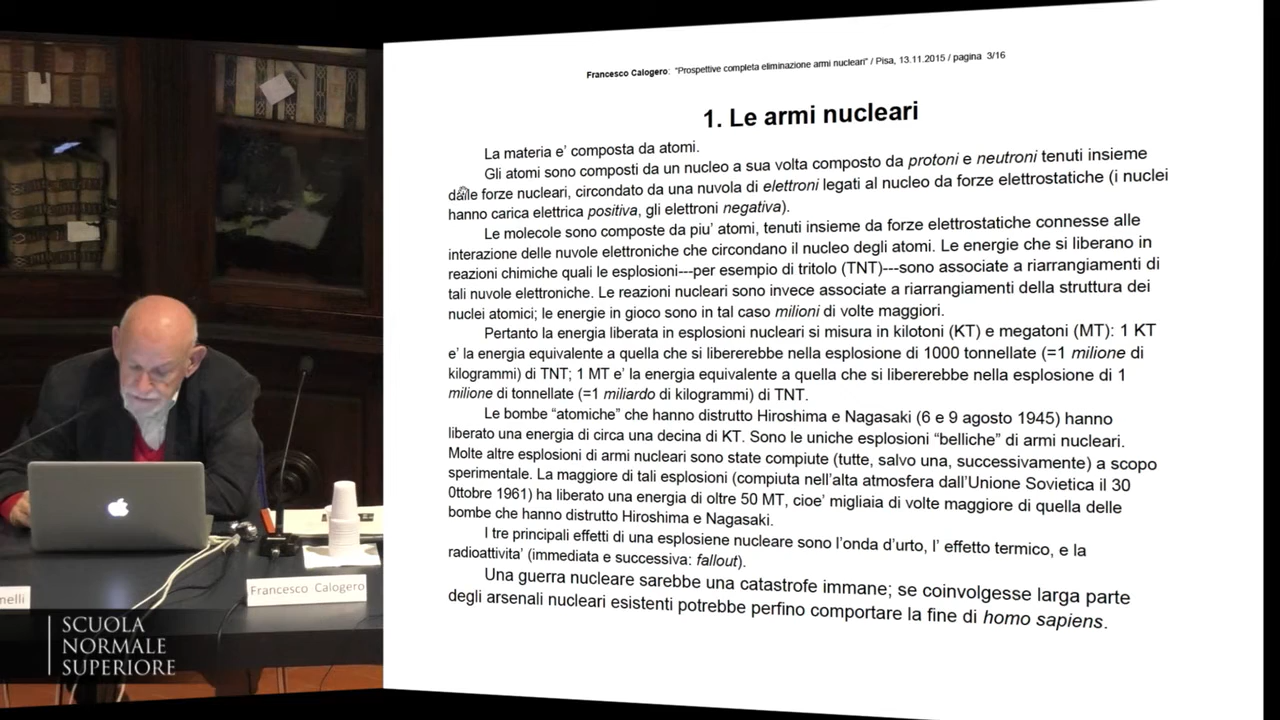 Francesco Calogero: "Prospettive completa eliminazione armi nucleari" / Pisa, 13.11.2015 / pagina 3/16
1. Le armi nucleari
La materia e' composta da atomi.
Gli atomi sono composti da un nucleo a sua volta composto da protoni e neutroni tenuti insieme
dalle forze nucleari, circondato da una nuvola di elettroni legati al nucleo da forze elettrostatiche (i nuclei
hanno carica elettrica positiva, gli elettroni negativa).
Le molecole sono composte da piu' atomi, tenuti insieme da forze elettrostatiche connesse alle
interazione delle nuvole elettroniche che circondano il nucleo degli atomi. Le energie che si liberano in
reazioni chimiche quali le esplosioni---per esempio di tritolo (TNT)---sono associate a riarrangiamenti di
tali nuvole elettroniche. Le reazioni nucleari sono invece associate a riarrangiamenti della struttura dei
nuclei atomici; le energie in gioco sono in tal caso milioni di volte maggiori.
Pertanto la energia liberata in esplosioni nucleari si misura in kilotoni (KT) e megatoni (MT): 1 KT
e' la energia equivalente a quella che si libererebbe nella esplosione di 1000 tonnellate (=1 milione di
kilogrammi) di TNT; 1 MT e' la energia equivalente a quella che si libererebbe nella esplosione di 1
milione di tonnellate (=1 miliardo di kilogrammi) di TNT.
Le bombe "atomiche" che hanno distrutto Hiroshima e Nagasaki (6 e 9 agosto 1945) hanno
liberato una energia di circa una decina di KT. Sono le uniche esplosioni "belliche" di armi nucleari.
Molte altre esplosioni di armi nucleari sono state compiute (tutte, salvo una, successivamente) a scopo
sperimentale. La maggiore di tali esplosioni (compiuta nell'alta atmosfera dall'Unione Sovietica il 30
0ttobre 1961) ha liberato una energia di oltre 50 MT, cioe' migliaia di volte maggiore di quella delle
bombe che hanno distrutto Hiroshima e Nagasaki.
I tre principali effetti di una esplosiene nucleare sono l'onda d'urto, l' effetto termico, e la
radioattivita' (immediata e successiva: fallout).
Una guerra nucleare sarebbe una catastrofe immane; se coinvolgesse larga parte
degli arsenali nucleari esistenti potrebbe perfino comportare la fine di homo sapiens.
nelli
Francesco Calogero
SCUOLA
NORMALE
SUPERIORE